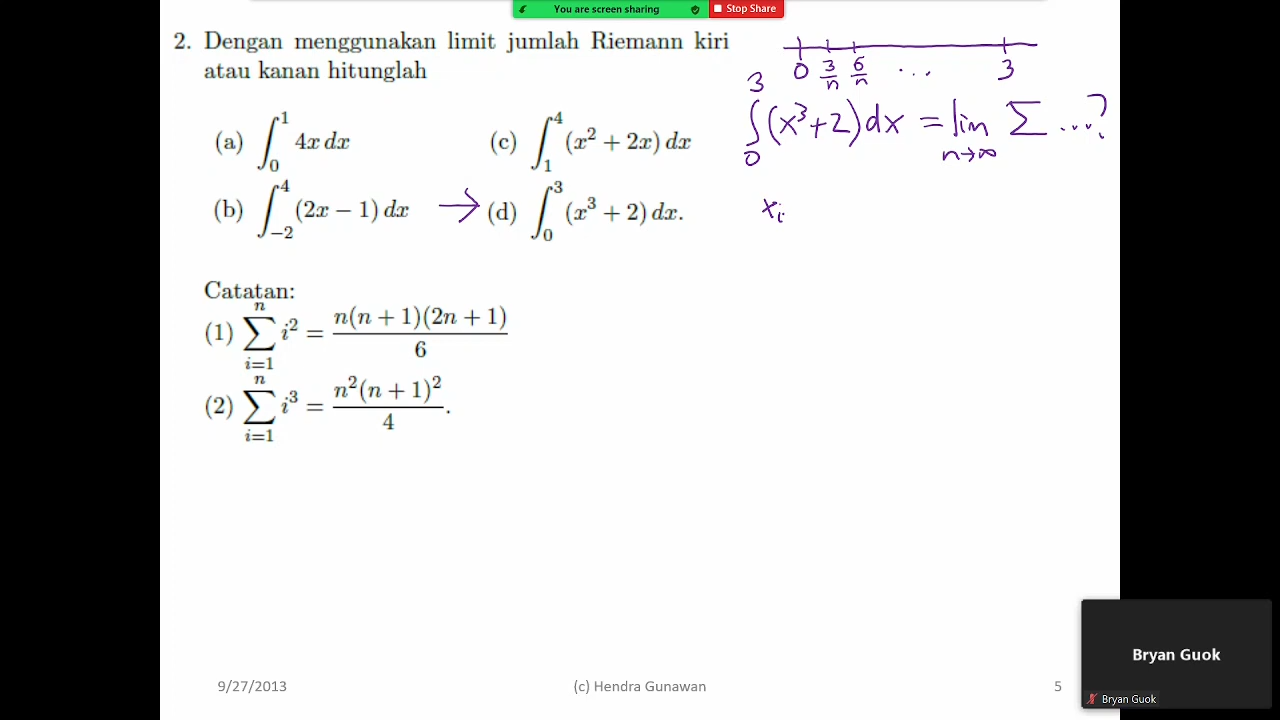 You are screen sharing Stop Share
2. Dengan menggunakan limit jumlah Riemann kiri
atau kanan hitunglah
(a) ∫₀¹ 4x dx
(c) ∫₁⁴ (x² + 2x) dx
(b) ∫₋₂⁴ (2x − 1) dx
→ (d) ∫₀³ (x³ + 2) dx.
Catatan:
(1) ∑ᵢ₌₁ⁿ i² = n(n + 1)(2n + 1) / 6
(2) ∑ᵢ₌₁ⁿ i³ = n²(n + 1)² / 4.
0 3/n 6/n ... 3
∫₀³ (x³+2) dx = lim n→∞ ∑ ...?
xᵢ
9/27/2013 (c) Hendra Gunawan 5
Bryan Guok
Bryan Guok